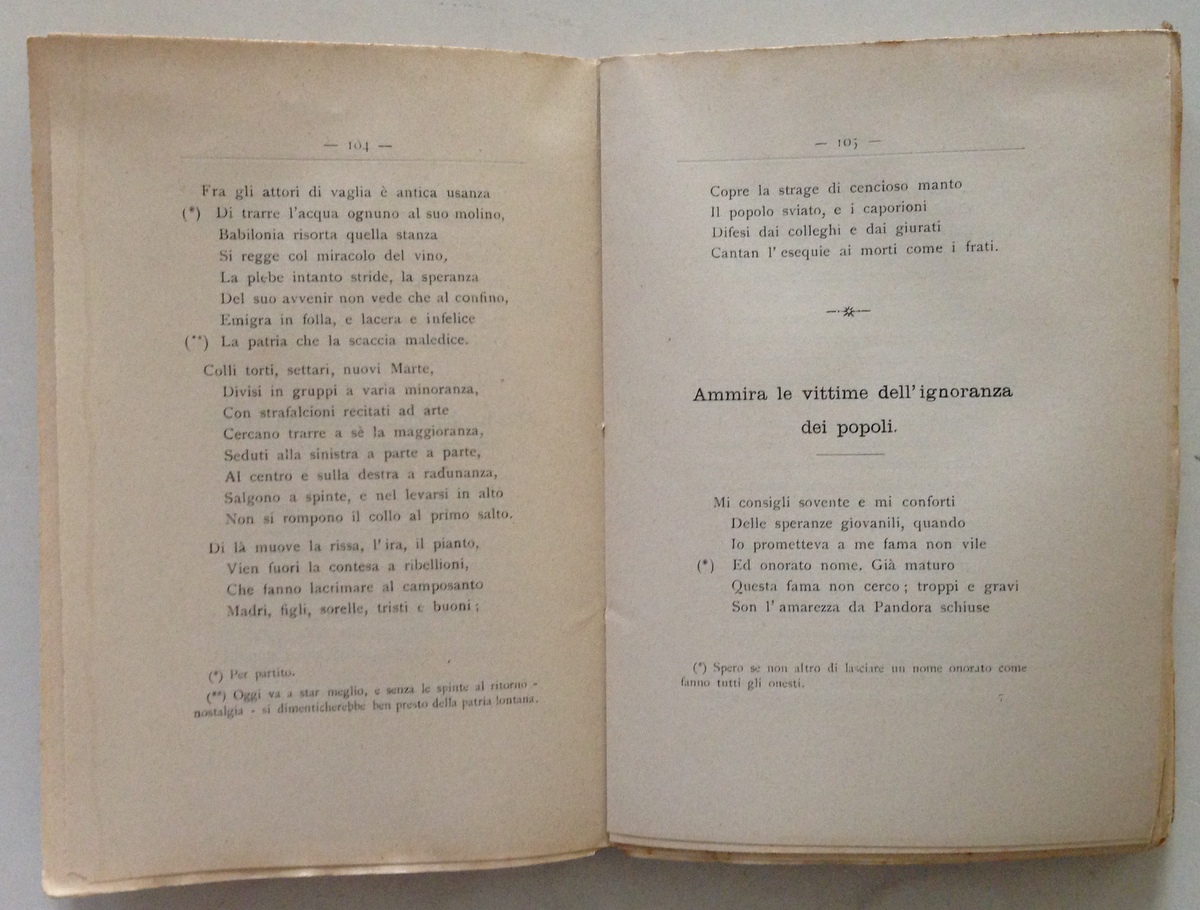 — 104 —
Fra gli attori di vaglia è antica usanza
(*) Di trarre l'acqua ognuno al suo molino,
Babilonia risorta quella stanza
Si regge col miracolo del vino,
La plebe intanto stride, la speranza
Del suo avvenir non vede che al confino,
Emigra in folla, e lacera e infelice
(**) La patria che la scaccia maledice.
Colli torti, settari, nuovi Marte,
Divisi in gruppi a varia minoranza,
Con strafalcioni recitati ad arte
Cercano trarre a sè la maggioranza,
Seduti alla sinistra a parte a parte,
Al centro e sulla destra a radunanza,
Salgono a spinte, e nel levarsi in alto
Non si rompono il collo al primo salto.
Di là muove la rissa, l'ira, il pianto,
Vien fuori la contesa a ribellioni,
Che fanno lacrimare al camposanto
Madri, figli, sorelle, tristi e buoni;
(*) Per partito.
(**) Oggi va a star meglio, e senza le spinte al ritorno -
nostalgia - si dimenticherebbe ben presto della patria lontana.
— 105 —
Copre la strage di cencioso manto
Il popolo sviato, e i caporioni
Difesi dai colleghi e dai giurati
Cantan l'esequie ai morti come i frati.
Ammira le vittime dell'ignoranza
dei popoli.
Mi consigli sovente e mi conforti
Delle speranze giovanili, quando
Io prometteva a me fama non vile
(*) Ed onorato nome. Già maturo
Questa fama non cerco; troppi e gravi
Son l'amarezza da Pandora schiuse
(*) Spero se non altro di lasciare un nome onorato come
fanno tutti gli onesti.
7